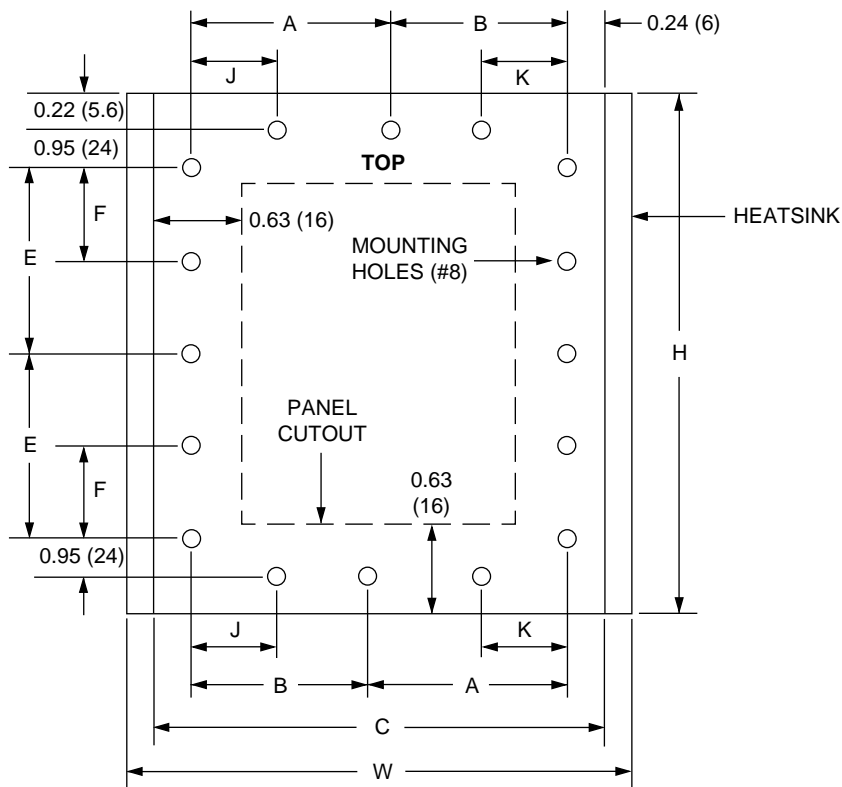 A
B
0.24 (6)
J
K
0.22 (5.6)
0.95 (24)
TOP
F
0.63 (16)
HEATSINK
E
MOUNTING
HOLES (#8)
H
PANEL
CUTOUT
E
0.63
(16)
F
0.95 (24)
J
K
B
A
C
W